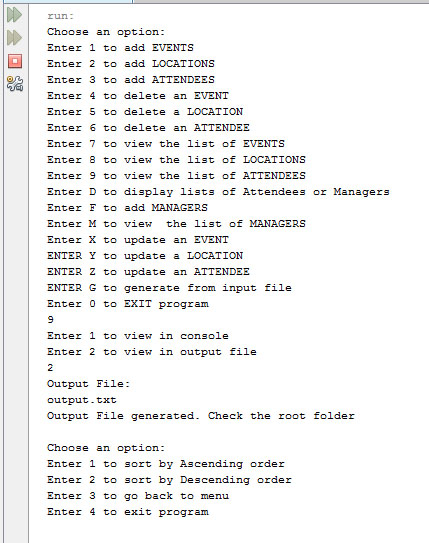 run:
Choose an option:
Enter 1 to add EVENTS
Enter 2 to add LOCATIONS
Enter 3 to add ATTENDEES
Enter 4 to delete an EVENT
Enter 5 to delete a LOCATION
Enter 6 to delete an ATTENDEE
Enter 7 to view the list of EVENTS
Enter 8 to view the list of LOCATIONS
Enter 9 to view the list of ATTENDEES
Enter D to display lists of Attendees or Managers
Enter F to add MANAGERS
Enter M to view  the list of MANAGERS
Enter X to update an EVENT
ENTER Y to update a LOCATION
ENTER Z to update an ATTENDEE
ENTER G to generate from input file
Enter 0 to EXIT program
9
Enter 1 to view in console
Enter 2 to view in output file
2
Output File:
output.txt
Output File generated. Check the root folder
Choose an option:
Enter 1 to sort by Ascending order
Enter 2 to sort by Descending order
Enter 3 to go back to menu
Enter 4 to exit program